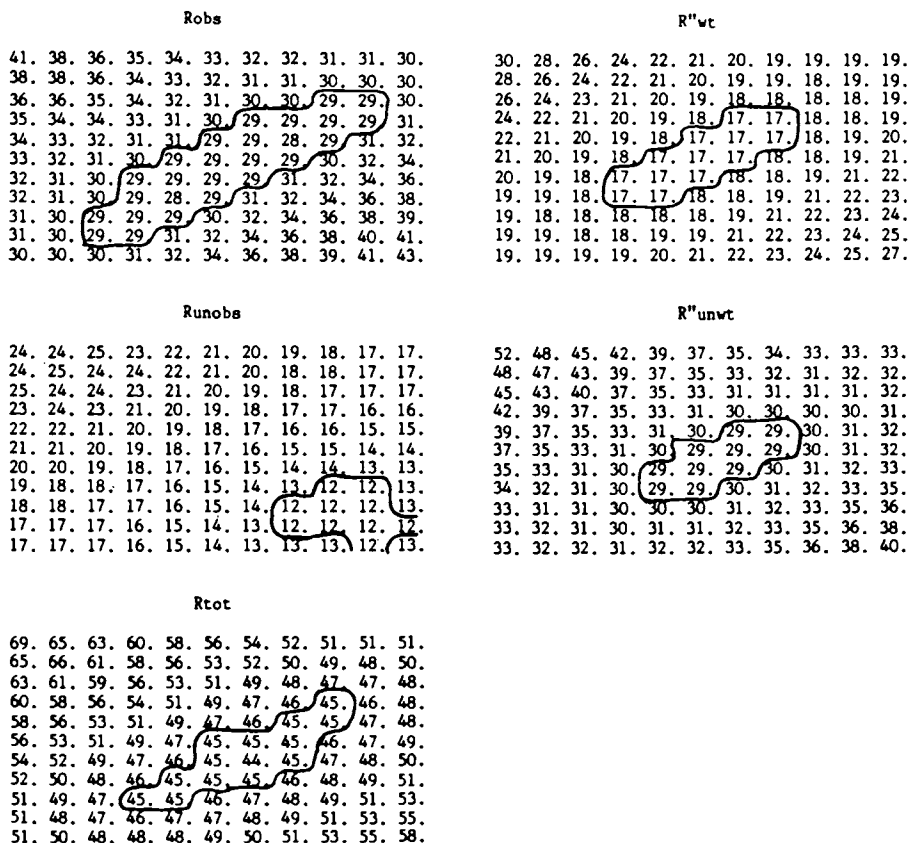 Robs
41. 38. 36. 35. 34. 33. 32. 32. 31. 31. 30.
38. 38. 36. 34. 33. 32. 31. 31. 30. 30. 30.
36. 36. 35. 34. 32. 31. 30. 30. 29. 29. 30.
35. 34. 34. 33. 31. 30. 29. 29. 29. 29. 31.
34. 33. 32. 31. 31. 29. 29. 28. 29. 31. 32.
33. 32. 31. 30. 29. 29. 29. 29. 30. 32. 34.
32. 31. 30. 29. 29. 29. 29. 31. 32. 34. 36.
32. 31. 30. 29. 28. 29. 31. 32. 34. 36. 38.
31. 30. 29. 29. 29. 30. 32. 34. 36. 38. 39.
31. 30. 29. 29. 31. 32. 34. 36. 38. 40. 41.
30. 30. 30. 31. 32. 34. 36. 38. 39. 41. 43.
R"wt
30. 28. 26. 24. 22. 21. 20. 19. 19. 19. 19.
28. 26. 24. 22. 21. 20. 19. 19. 18. 19. 19.
26. 24. 23. 21. 20. 19. 18. 18. 18. 18. 19.
24. 22. 21. 20. 19. 18. 17. 17. 18. 18. 19.
22. 21. 20. 19. 18. 17. 17. 17. 18. 19. 20.
21. 20. 19. 18. 17. 17. 17. 18. 18. 19. 21.
20. 19. 18. 17. 17. 17. 18. 18. 19. 21. 22.
19. 19. 18. 17. 17. 18. 18. 19. 21. 22. 23.
19. 18. 18. 18. 18. 18. 19. 21. 22. 23. 24.
19. 19. 18. 18. 19. 19. 21. 22. 23. 24. 25.
19. 19. 19. 19. 20. 21. 22. 23. 24. 25. 27.
Runobs
24. 24. 25. 23. 22. 21. 20. 19. 18. 17. 17.
24. 25. 24. 24. 22. 21. 20. 18. 18. 17. 17.
25. 24. 24. 23. 21. 20. 19. 18. 17. 17. 17.
23. 24. 23. 21. 20. 19. 18. 17. 17. 16. 16.
22. 22. 21. 20. 19. 18. 17. 16. 16. 15. 15.
21. 21. 20. 19. 18. 17. 16. 15. 15. 14. 14.
20. 20. 19. 18. 17. 16. 15. 14. 14. 13. 13.
19. 18. 18. 17. 16. 15. 14. 13. 12. 12. 13.
18. 18. 17. 17. 16. 15. 14. 12. 12. 12. 13.
17. 17. 17. 16. 15. 14. 13. 12. 12. 12. 12.
17. 17. 17. 16. 15. 14. 13. 13. 13. 12. 13.
R"unwt
52. 48. 45. 42. 39. 37. 35. 34. 33. 33. 33.
48. 47. 43. 39. 37. 35. 33. 32. 31. 32. 32.
45. 43. 40. 37. 35. 33. 31. 31. 31. 31. 32.
42. 39. 37. 35. 33. 31. 30. 30. 30. 30. 31.
39. 37. 35. 33. 31. 30. 29. 29. 30. 31. 32.
37. 35. 33. 31. 30. 29. 29. 29. 30. 31. 32.
35. 33. 31. 30. 29. 29. 29. 30. 31. 32. 33.
34. 32. 31. 30. 29. 29. 30. 31. 32. 33. 35.
33. 31. 31. 30. 30. 30. 31. 32. 33. 35. 36.
33. 32. 31. 30. 31. 31. 32. 33. 35. 36. 38.
33. 32. 32. 31. 32. 32. 33. 35. 36. 38. 40.
Rtot
69. 65. 63. 60. 58. 56. 54. 52. 51. 51. 51.
65. 66. 61. 58. 56. 53. 52. 50. 49. 48. 50.
63. 61. 59. 56. 53. 51. 49. 48. 47. 47. 48.
60. 58. 56. 54. 51. 49. 47. 46. 45. 46. 48.
58. 56. 53. 51. 49. 47. 46. 45. 45. 47. 48.
56. 53. 51. 49. 47. 45. 45. 45. 46. 47. 49.
54. 52. 49. 47. 46. 45. 44. 45. 47. 48. 50.
52. 50. 48. 46. 45. 45. 45. 46. 48. 49. 51.
51. 49. 47. 45. 45. 46. 47. 48. 49. 51. 53.
51. 48. 47. 46. 47. 47. 48. 49. 51. 53. 55.
51. 50. 48. 48. 48. 49. 50. 51. 53. 55. 58.